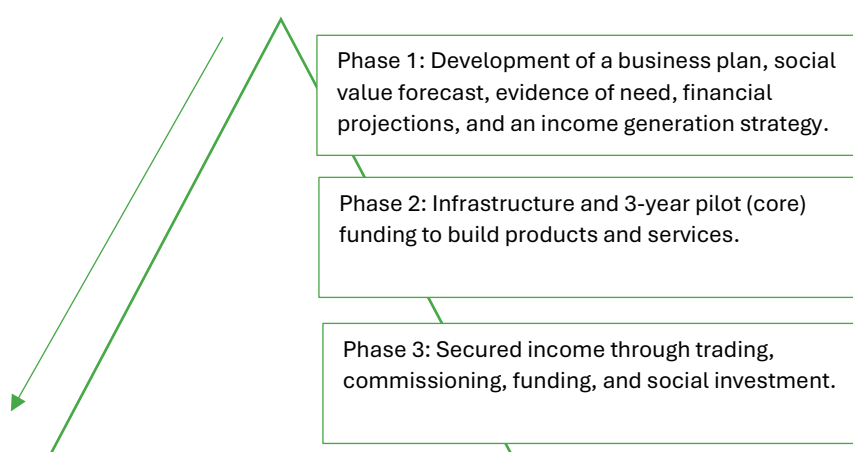 Phase 1: Development of a business plan, social
value forecast, evidence of need, financial
projections, and an income generation strategy.
Phase 2: Infrastructure and 3-year pilot (core)
funding to build products and services.
Phase 3: Secured income through trading,
commissioning, funding, and social investment.